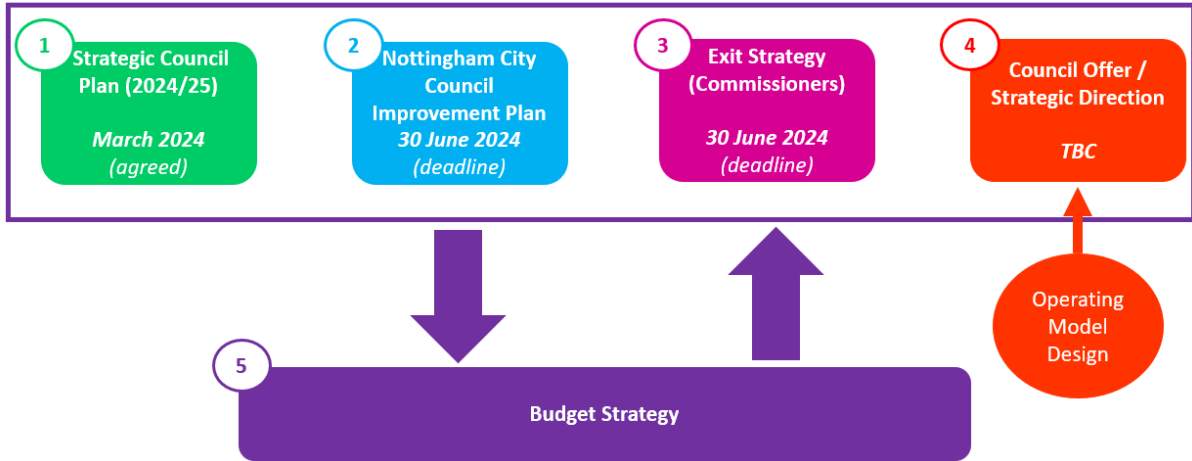 1
Strategic Council
Plan (2024/25)
March 2024
(agreed)
2
Nottingham City
Council
Improvement Plan
30 June 2024
(deadline)
3
Exit Strategy
(Commissioners)
30 June 2024
(deadline)
4
Council Offer /
Strategic Direction
TBC
Operating
Model
Design
5
Budget Strategy